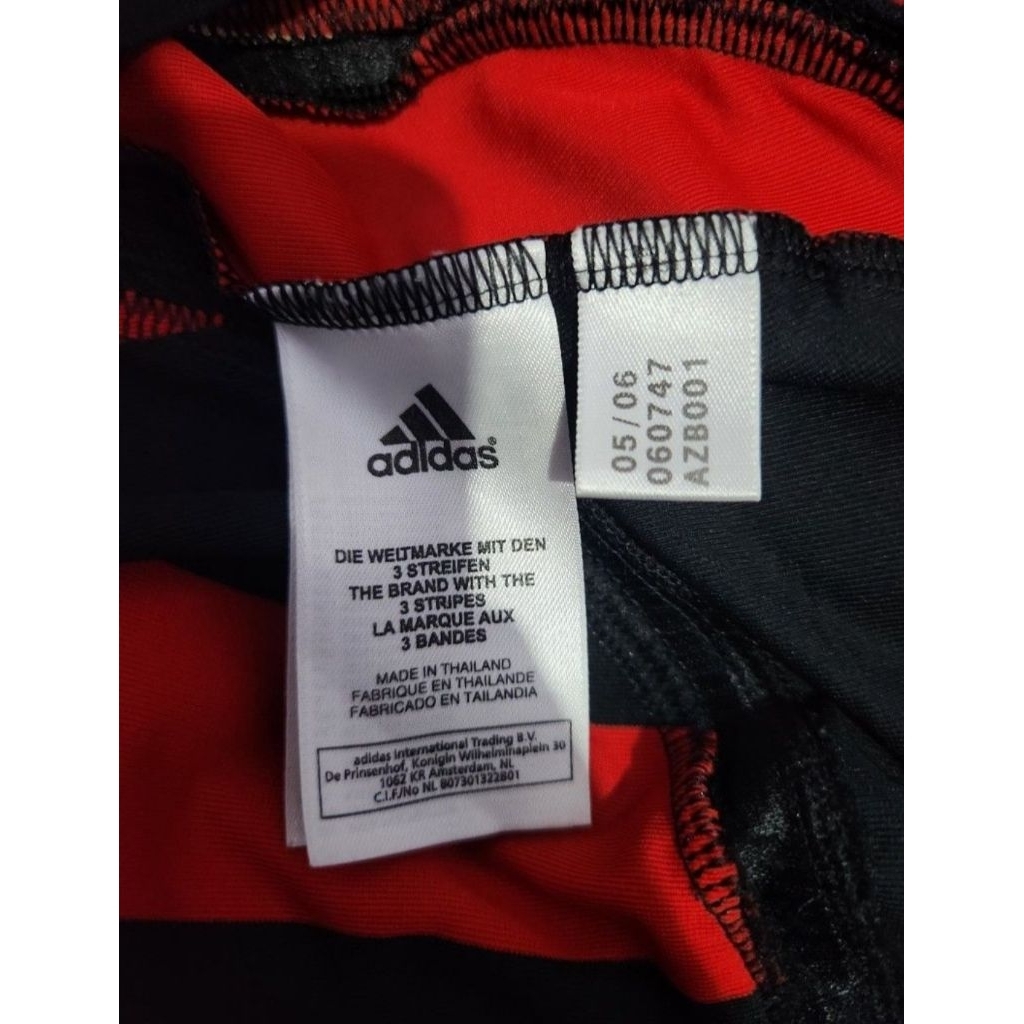 adidas
DIE WELTMARKE MIT DEN
3 STREIFEN
THE BRAND WITH THE
3 STRIPES
LA MARQUE AUX
3 BANDES
MADE IN THAILAND
FABRIQUE EN THAILANDE
FABRICADO EN TAILANDIA
adidas International Trading B.V.
De Prinsenhof, Konigin Wilhelminaplein 30
1062 KR Amsterdam, NL
C.I.F./No NL 807301322B01
05/06
060747
AZB001